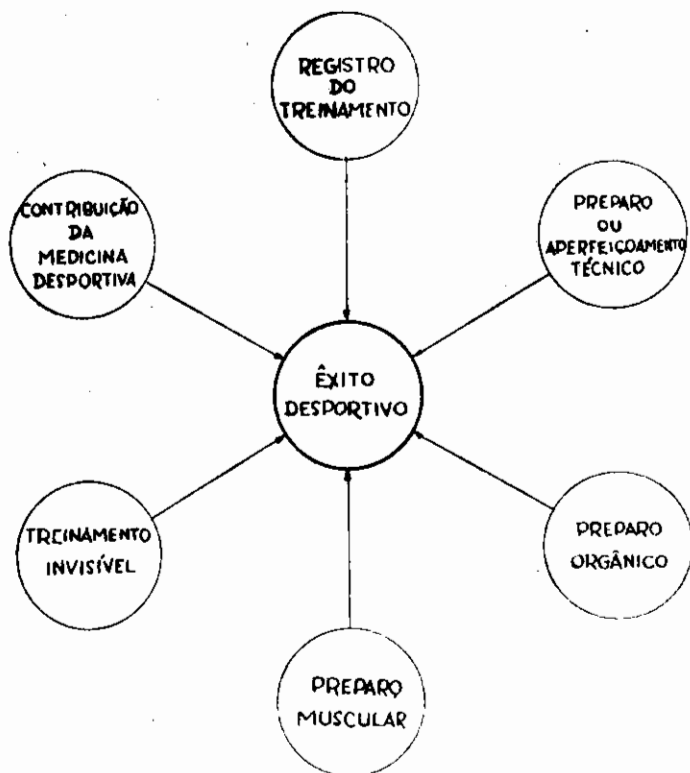 REGISTRO
DO
TREINAMENTO
CONTRIBUIÇÃO
DA
MEDICINA
DESPORTIVA
PREPARO
OU
APERFEIÇOAMENTO
TÉCNICO
ÊXITO
DESPORTIVO
TREINAMENTO
INVISÍVEL
PREPARO
ORGÂNICO
PREPARO
MUSCULAR